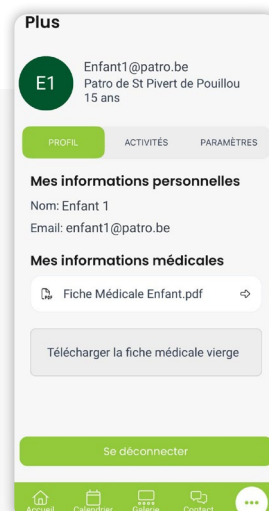 Plus
E1
Enfant1@patro.be
Patro de St Pivert de Pouillou
15 ans
PROFIL ACTIVITÉS PARAMÈTRES
Mes informations personnelles
Nom: Enfant 1
Email: enfant1@patro.be
Mes informations médicales
PDF Fiche Médicale Enfant.pdf
Télécharger la fiche médicale vierge
Se déconnecter
Accueil Calendrier Galerie Contact